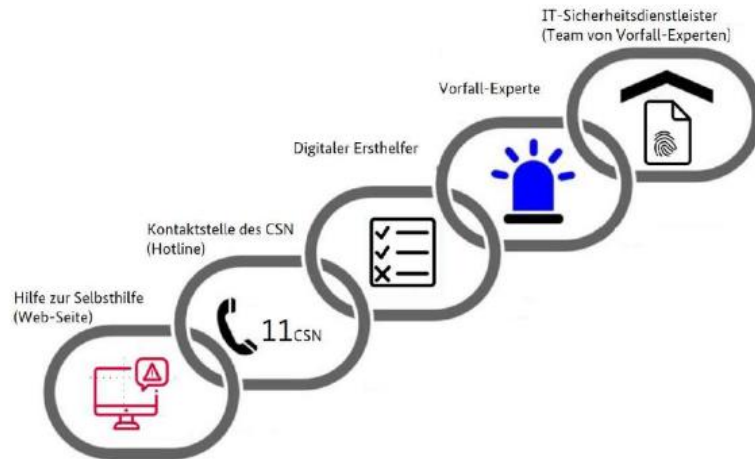 IT-Sicherheitsdienstleister
(Team von Vorfall-Experten)
Vorfall-Experte
Digitaler Ersthelfer
Kontaktstelle des CSN
(Hotline)
11CSN
Hilfe zur Selbsthilfe
(Web-Seite)